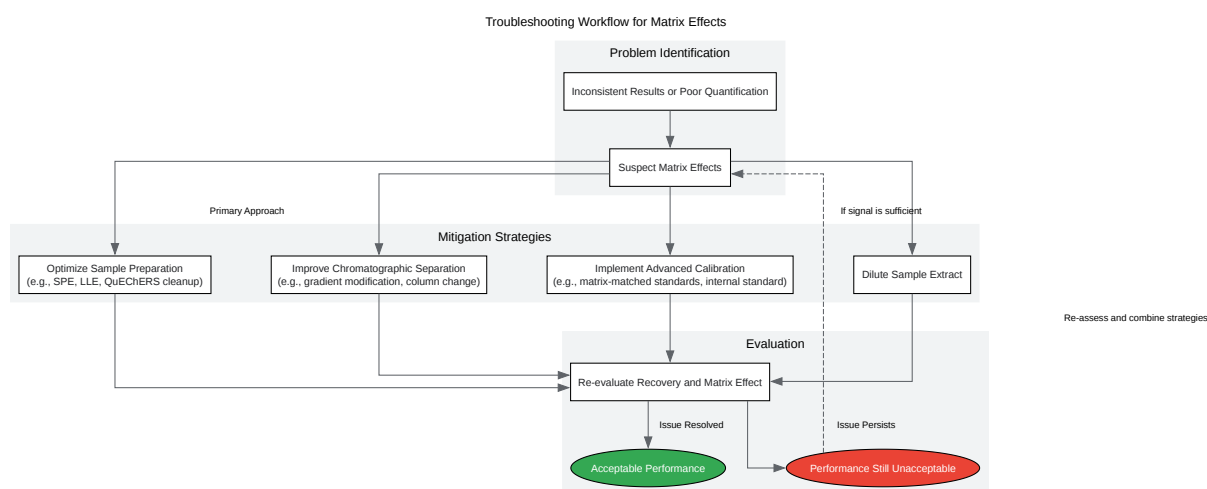 Troubleshooting Workflow for Matrix Effects
Problem Identification
Inconsistent Results or Poor Quantification
Suspect Matrix Effects
Primary Approach
If signal is sufficient
Mitigation Strategies
Optimize Sample Preparation
(e.g., SPE, LLE, QuEChERS cleanup)
Improve Chromatographic Separation
(e.g., gradient modification, column change)
Implement Advanced Calibration
(e.g., matrix-matched standards, internal standard)
Dilute Sample Extract
Re-assess and combine strategies
Evaluation
Re-evaluate Recovery and Matrix Effect
Issue Resolved
Issue Persists
Acceptable Performance
Performance Still Unacceptable